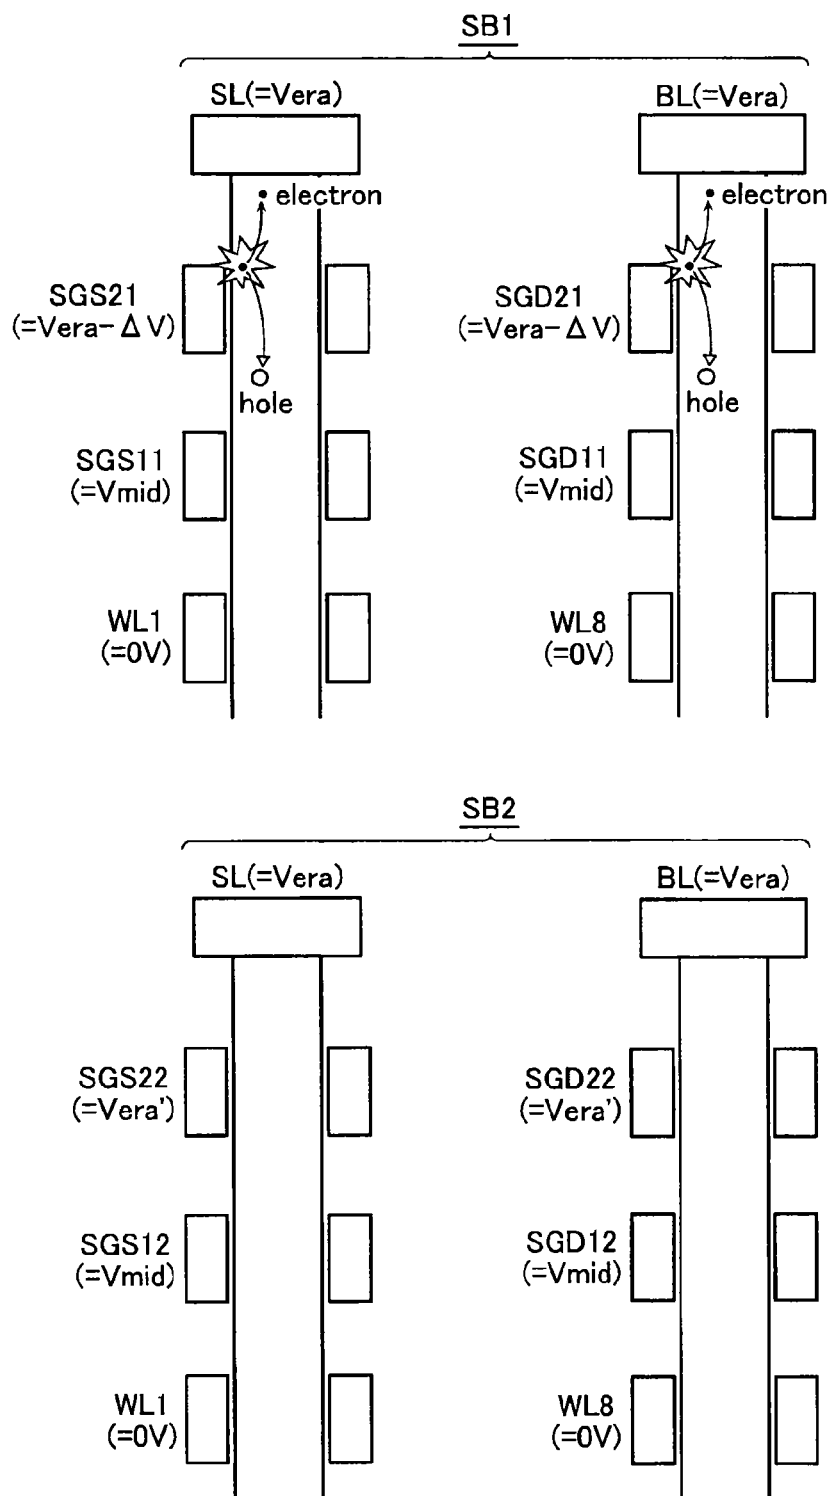 SB1
SL(=Vera)
BL(=Vera)
electron
electron
SGS21
(=Vera-ΔV)
SGD21
(=Vera-ΔV)
hole
hole
SGS11
(=Vmid)
SGD11
(=Vmid)
WL1
(=0V)
WL8
(=0V)
SB2
SL(=Vera)
BL(=Vera)
SGS22
(=Vera')
SGD22
(=Vera')
SGS12
(=Vmid)
SGD12
(=Vmid)
WL1
(=0V)
WL8
(=0V)